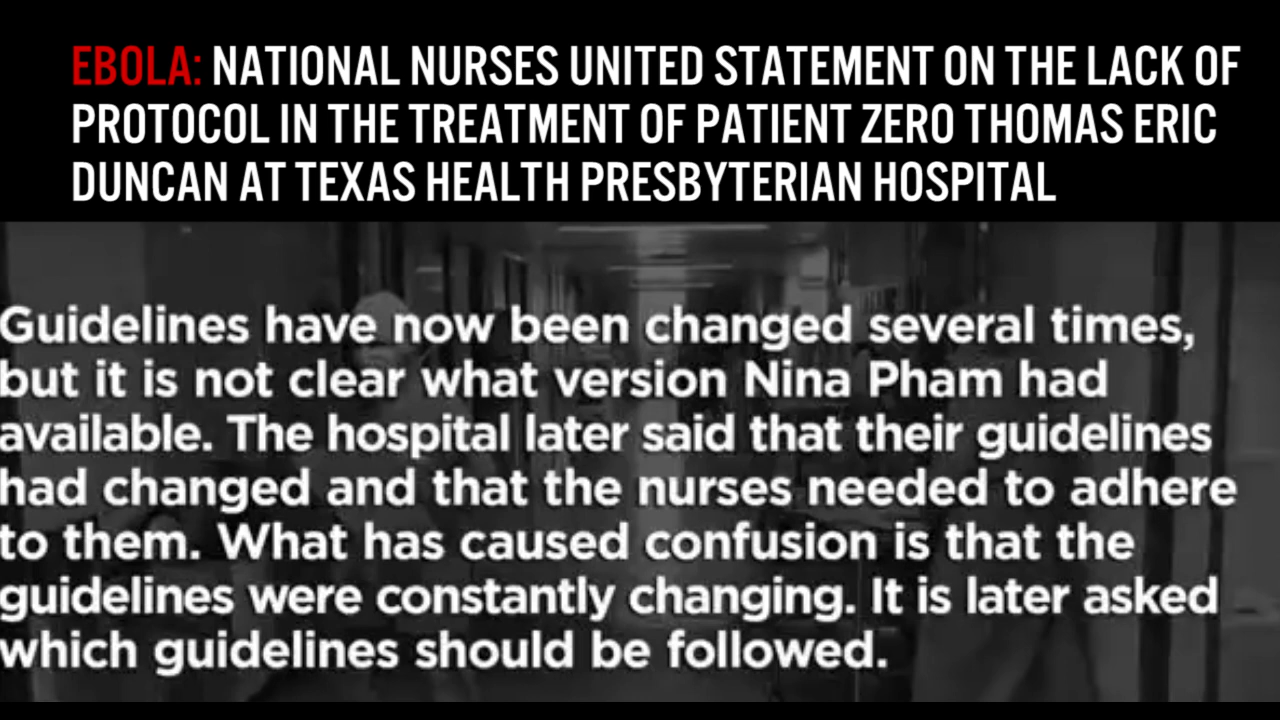 EBOLA: NATIONAL NURSES UNITED STATEMENT ON THE LACK OF
PROTOCOL IN THE TREATMENT OF PATIENT ZERO THOMAS ERIC
DUNCAN AT TEXAS HEALTH PRESBYTERIAN HOSPITAL
Guidelines have now been changed several times,
but it is not clear what version Nina Pham had
available. The hospital later said that their guidelines
had changed and that the nurses needed to adhere
to them. What has caused confusion is that the
guidelines were constantly changing. It is later asked
which guidelines should be followed.